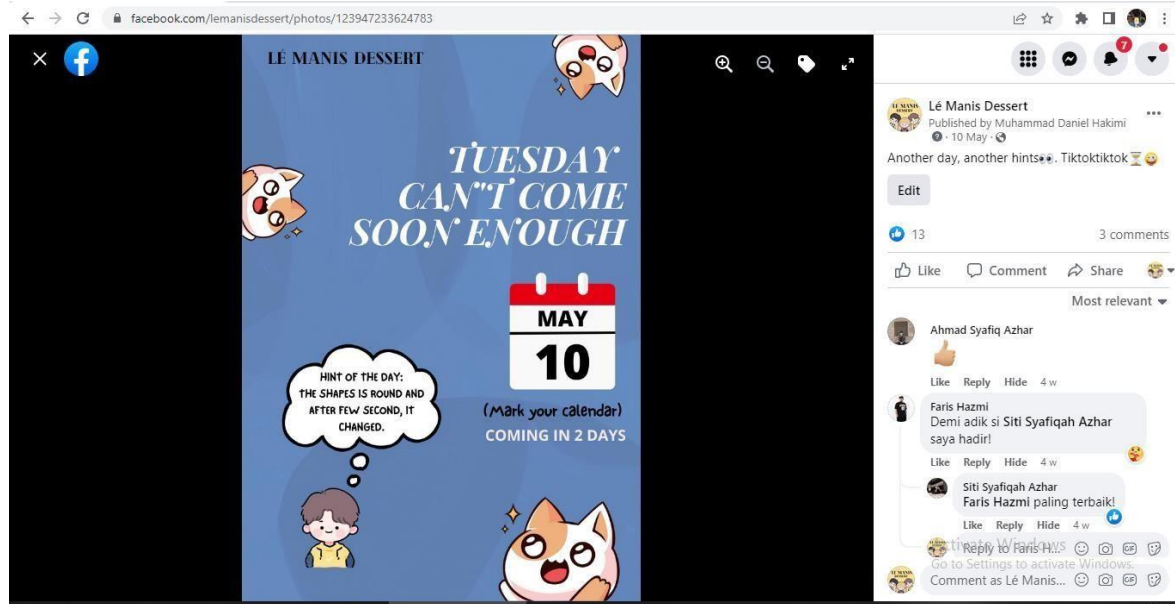 facebook.com/lemanisdessert/photos/123947233624783
LÉ MANIS DESSERT
TUESDAY
CAN"T COME
SOON ENOUGH
MAY
10
HINT OF THE DAY:
THE SHAPES IS ROUND AND
AFTER FEW SECOND, IT
CHANGED.
(Mark your calendar)
COMING IN 2 DAYS
7
Lé Manis Dessert
Published by Muhammad Daniel Hakimi
· 10 May ·
Another day, another hints👀. Tiktoktiktok⏳😀
Edit
13
3 comments
Like
Comment
Share
Most relevant
Ahmad Syafiq Azhar
👍🏼
Like Reply Hide 4 w
Faris Hazmi
Demi adik si Siti Syafiqah Azhar
saya hadir!
Like Reply Hide 4 w
Siti Syafiqah Azhar
Faris Hazmi paling terbaik!
Like Reply Hide 4 w
Activate Windows
Reply to Faris H...
Go to Settings to activate Windows.
Comment as Lé Manis...